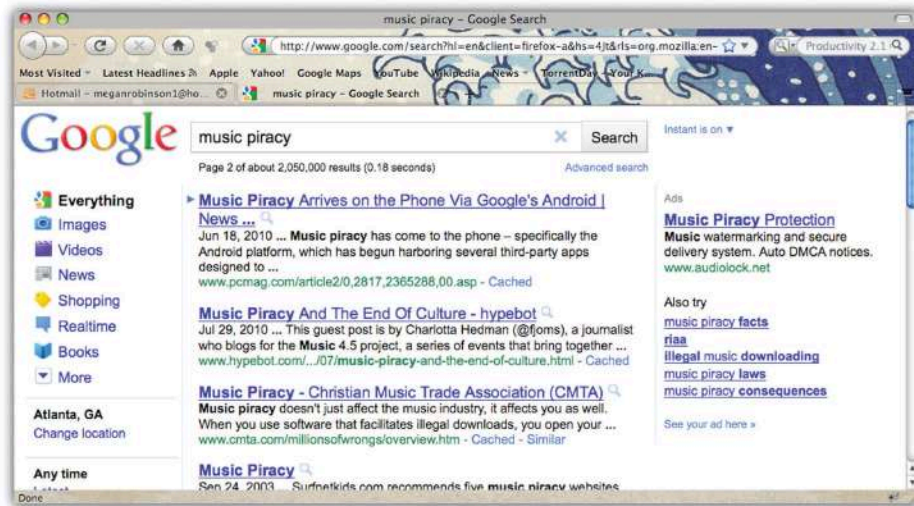 music piracy – Google Search
http://www.google.com/search?hl=en&client=firefox-a&hs=4jt&rls=org.mozilla:en-
Productivity 2.1
Most Visited Latest Headlines Apple Yahoo! Google Maps YouTube Wikipedia News TorrentDay - Your K...
Hotmail - meganrobinson1@ho... music piracy - Google Search
Google
music piracy
Search
Instant is on
Page 2 of about 2,050,000 results (0.18 seconds)
Advanced search
Everything
Images
Videos
News
Shopping
Realtime
Books
More
Atlanta, GA
Change location
Any time
Music Piracy Arrives on the Phone Via Google's Android |
News ...
Jun 18, 2010 ... Music piracy has come to the phone – specifically the
Android platform, which has begun harboring several third-party apps
designed to ...
www.pcmag.com/article2/0,2817,2365288,00.asp - Cached
Music Piracy And The End Of Culture - hypebot
Jul 29, 2010 ... This guest post is by Charlotta Hedman (@fjoms), a journalist
who blogs for the Music 4.5 project, a series of events that bring together ...
www.hypebot.com/.../07/music-piracy-and-the-end-of-culture.html - Cached
Music Piracy - Christian Music Trade Association (CMTA)
Music piracy doesn't just affect the music industry, it affects you as well.
When you use software that facilitates illegal downloads, you open your ...
www.cmta.com/millionsofwrongs/overview.htm - Cached - Similar
Music Piracy
Sep 24, 2003 ... Surfnetkids.com recommends five music piracy websites
Ads
Music Piracy Protection
Music watermarking and secure
delivery system. Auto DMCA notices.
www.audiolock.net
Also try
music piracy facts
riaa
illegal music downloading
music piracy laws
music piracy consequences
See your ad here »
Done